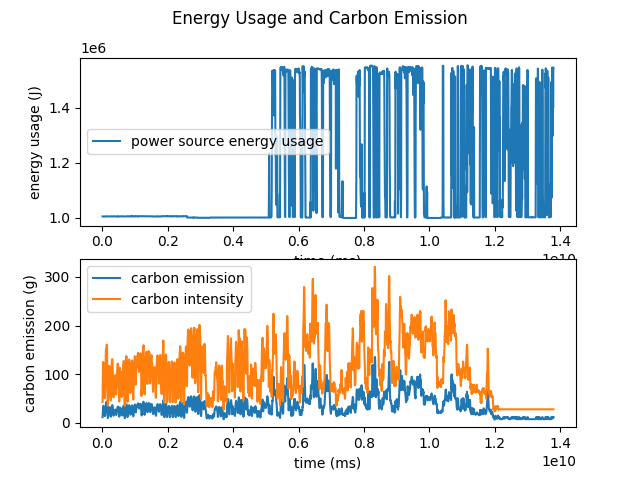 Energy Usage and Carbon Emission
1e6
energy usage (J)
1.4
1.2
1.0
power source energy usage
0.0 0.2 0.4 0.6 0.8 1.0 1.2 1.4
time (ms)
1e10
carbon emission (g)
300
200
100
0
carbon emission
carbon intensity
0.0 0.2 0.4 0.6 0.8 1.0 1.2 1.4
time (ms)
1e10